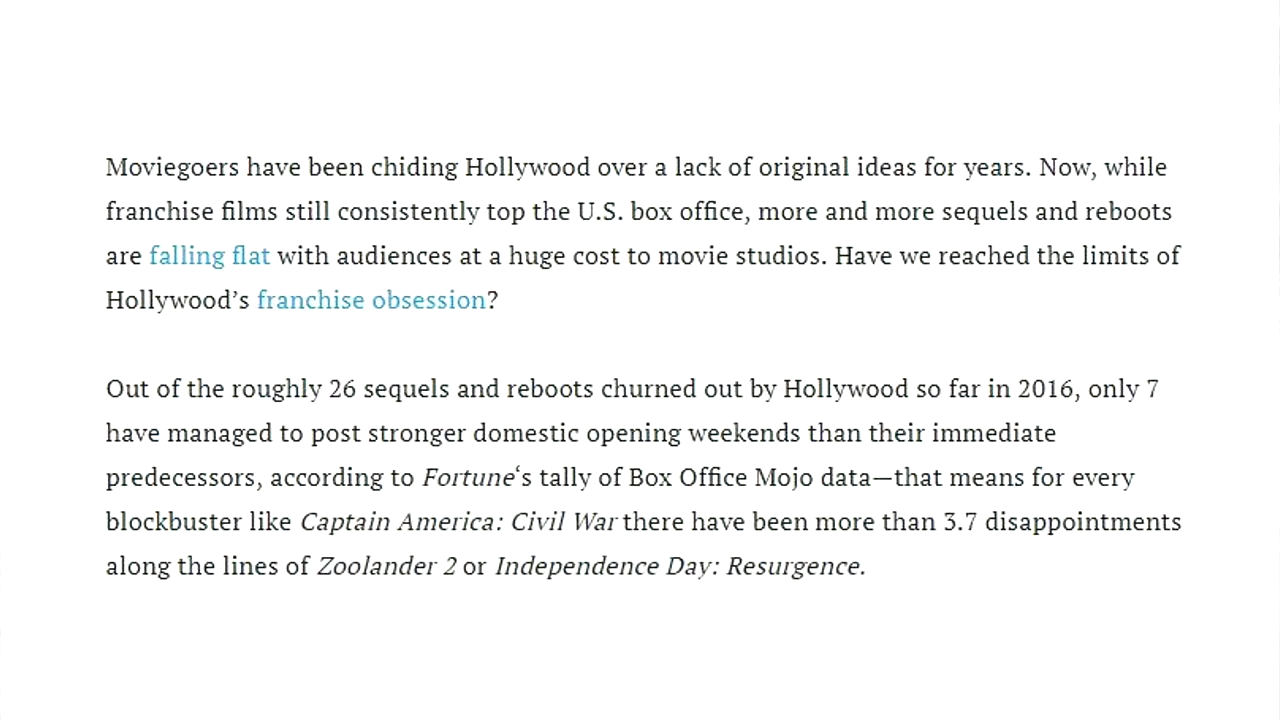 Moviegoers have been chiding Hollywood over a lack of original ideas for years. Now, while
franchise films still consistently top the U.S. box office, more and more sequels and reboots
are falling flat with audiences at a huge cost to movie studios. Have we reached the limits of
Hollywood’s franchise obsession?
Out of the roughly 26 sequels and reboots churned out by Hollywood so far in 2016, only 7
have managed to post stronger domestic opening weekends than their immediate
predecessors, according to Fortune‘s tally of Box Office Mojo data—that means for every
blockbuster like Captain America: Civil War there have been more than 3.7 disappointments
along the lines of Zoolander 2 or Independence Day: Resurgence.